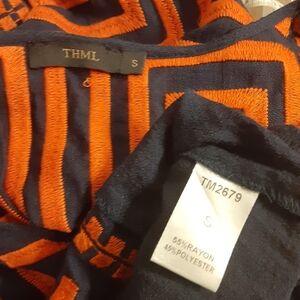 THML
S
TM2679
S
55%RAYON
45%POLYESTER